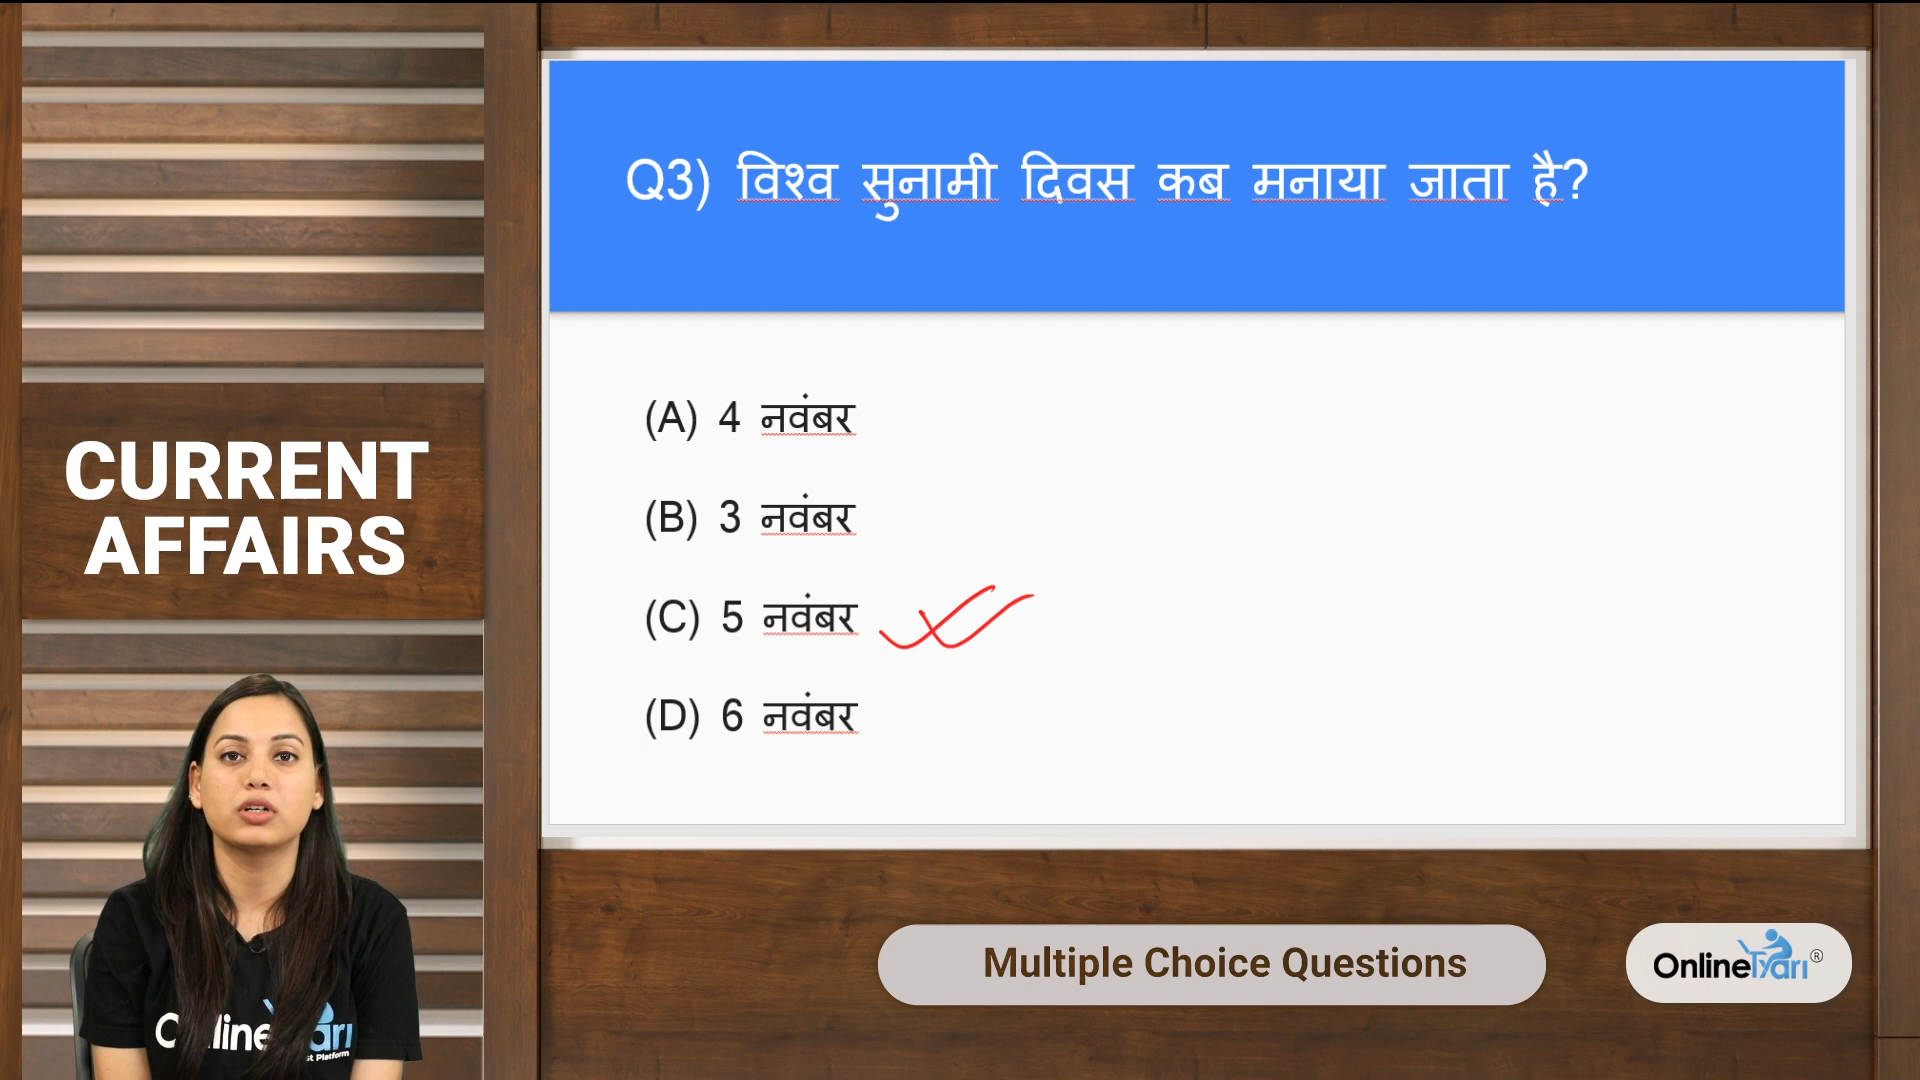 Q3) विश्व सुनामी दिवस कब मनाया जाता है?
(A) 4 नवंबर
(B) 3 नवंबर
(C) 5 नवंबर
(D) 6 नवंबर
CURRENT
AFFAIRS
Multiple Choice Questions
OnlineTyari®